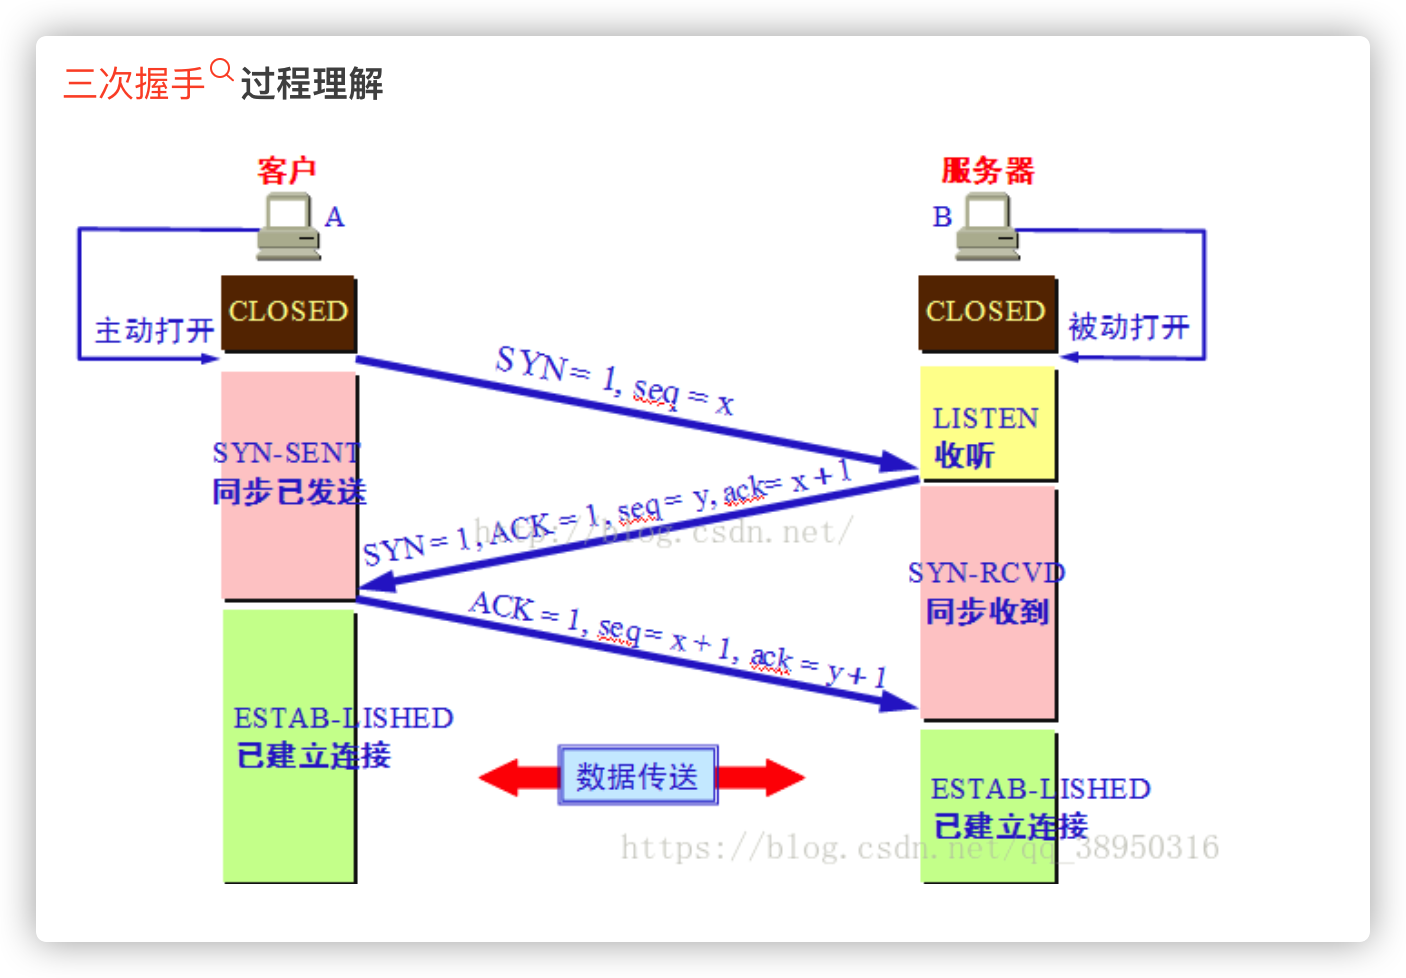 三次握手 过程理解
客户
服务器
A
B
CLOSED
CLOSED
主动打开
被动打开
SYN = 1, seq = x
LISTEN
收听
SYN-SENT
同步已发送
SYN = 1, ACK = 1, seq = y, ack= x + 1
http://blog.csdn.net/
SYN-RCVD
同步收到
ACK = 1, seq = x + 1, ack = y + 1
ESTAB-LISHED
已建立连接
数据传送
ESTAB-LISHED
已建立连接
https://blog.csdn.net/qq_38950316